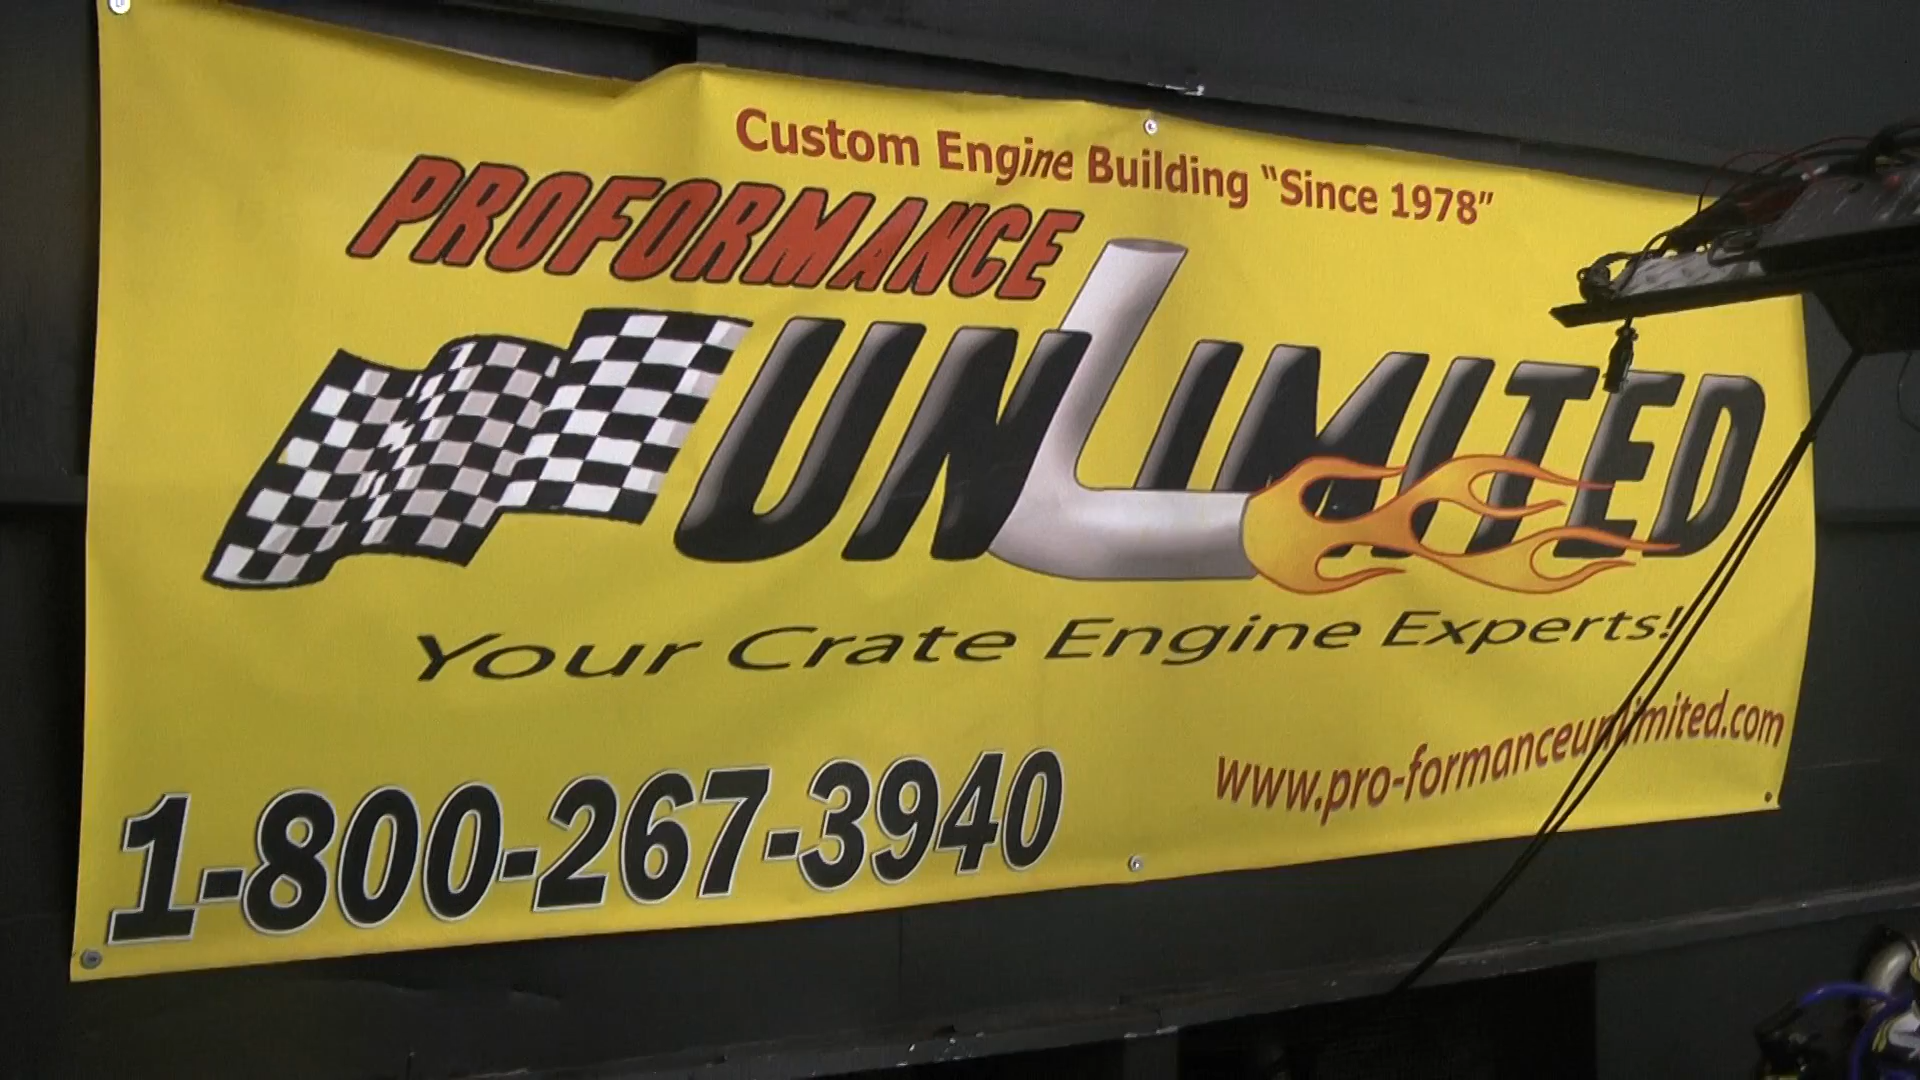 Custom Engine Building "Since 1978"
PROFORMANCE
UNLIMITED
Your Crate Engine Experts!
www.pro-formanceunlimited.com
1-800-267-3940